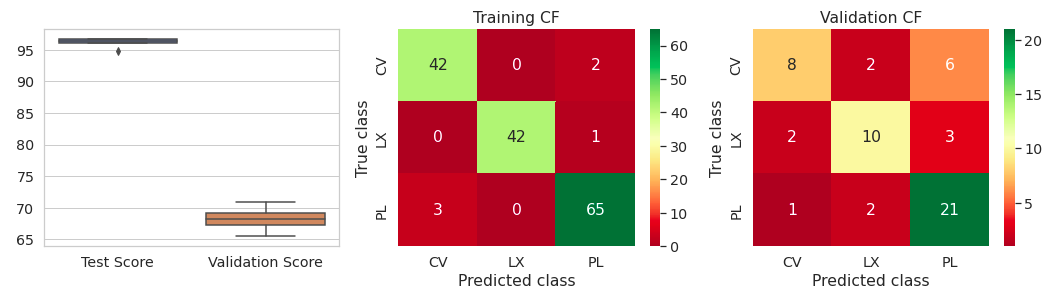 95
90
85
80
75
70
65
Test Score Validation Score
Training CF
True class
CV
LX
PL
42 0 2
0 42 1
3 0 65
CV LX PL
Predicted class
60
50
40
30
20
10
0
Validation CF
True class
CV
LX
PL
8 2 6
2 10 3
1 2 21
CV LX PL
Predicted class
20
15
10
5